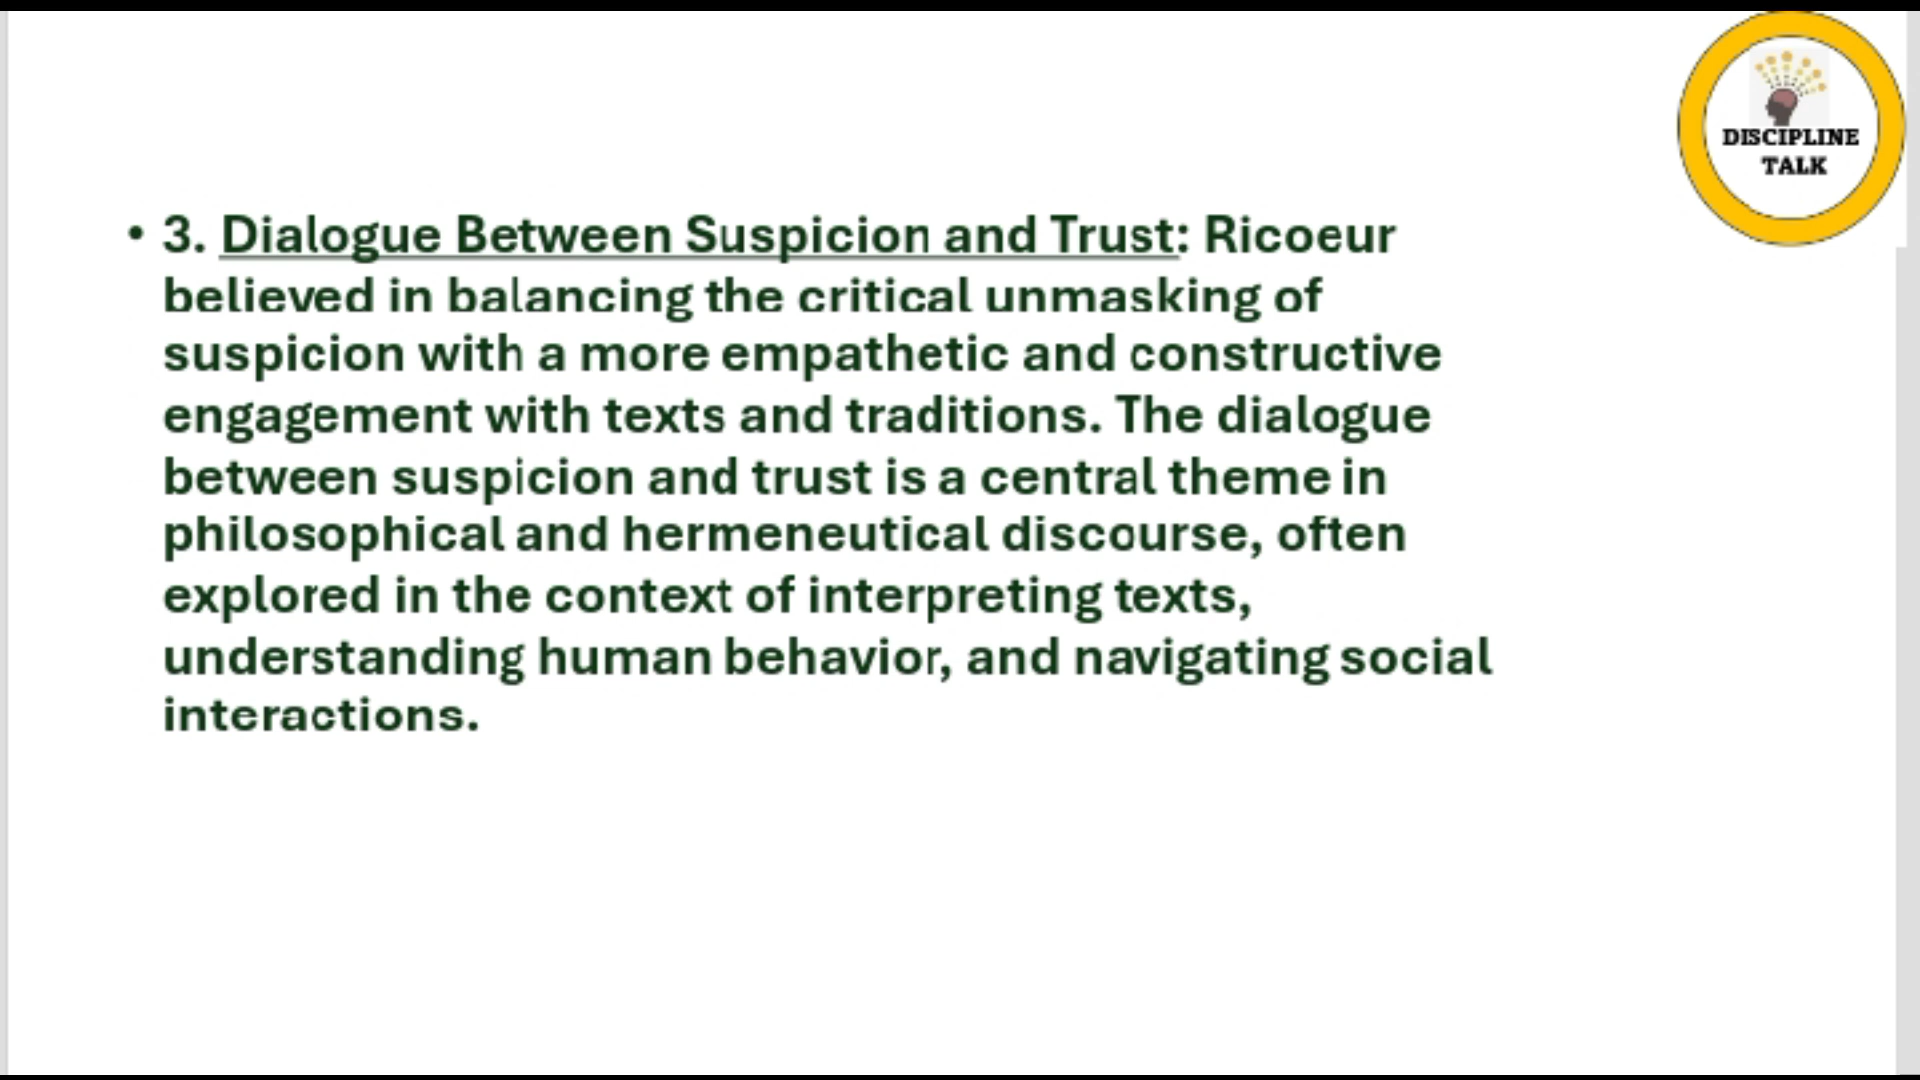 DISCIPLINE
TALK
• 3. Dialogue Between Suspicion and Trust: Ricoeur
believed in balancing the critical unmasking of
suspicion with a more empathetic and constructive
engagement with texts and traditions. The dialogue
between suspicion and trust is a central theme in
philosophical and hermeneutical discourse, often
explored in the context of interpreting texts,
understanding human behavior, and navigating social
interactions.